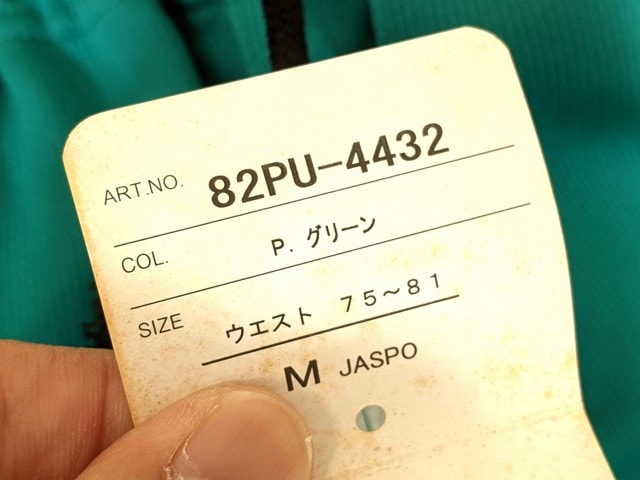 ART.NO. 82PU-4432
COL. P. グリーン
SIZE ウエスト 75〜81
M JASPO